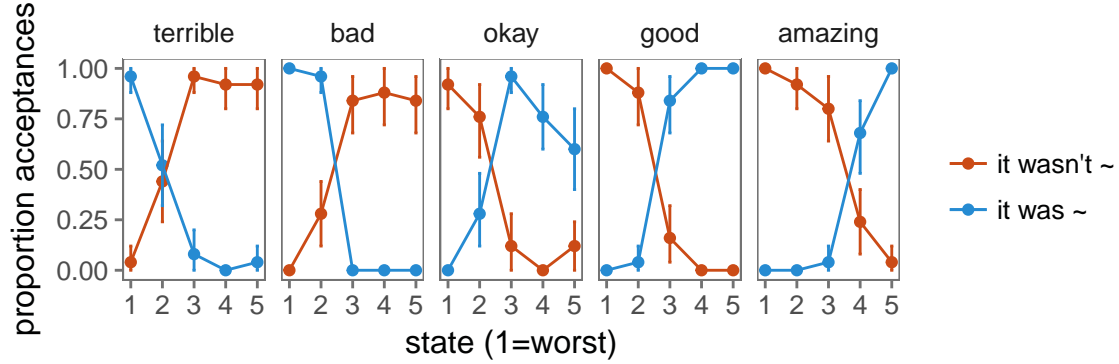 terrible bad okay good amazing
proportion acceptances
1.00
0.75
0.50
0.25
0.00
1 2 3 4 5 1 2 3 4 5 1 2 3 4 5 1 2 3 4 5 1 2 3 4 5
state (1=worst)
it wasn't ~
it was ~